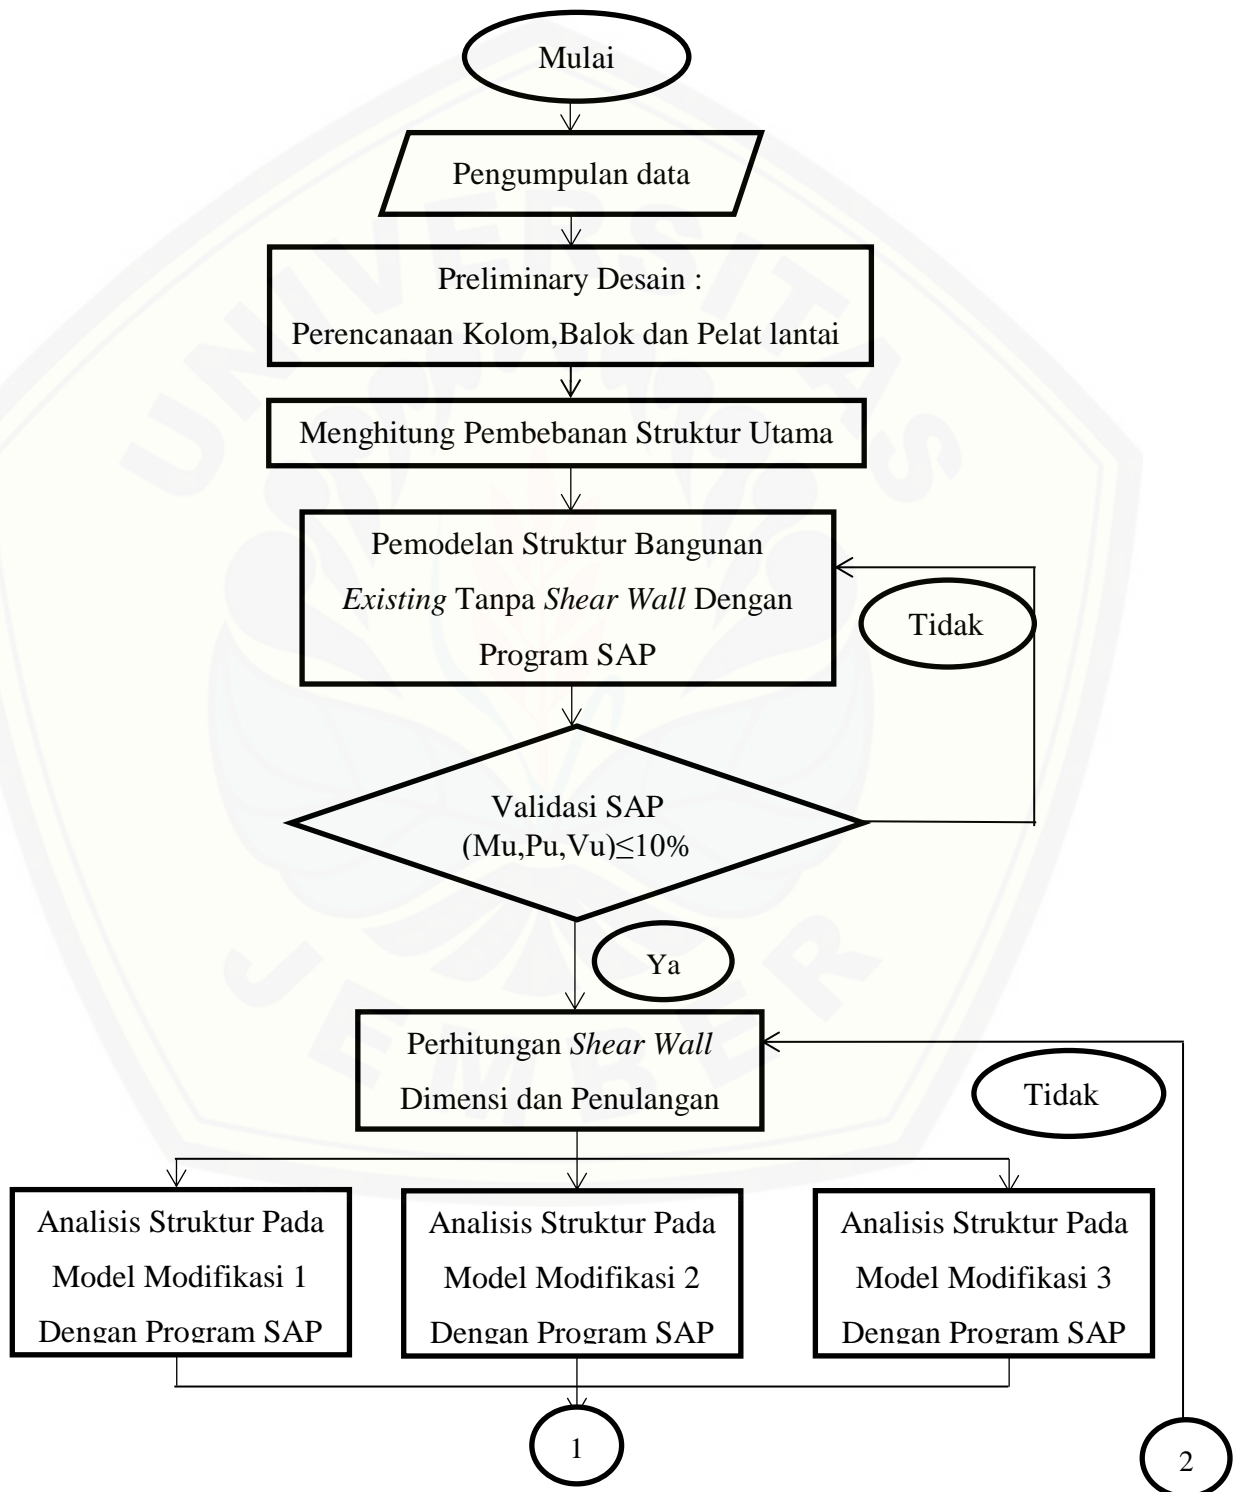 Mulai
Pengumpulan data
Preliminary Desain :
Perencanaan Kolom,Balok dan Pelat lantai
Menghitung Pembebanan Struktur Utama
Pemodelan Struktur Bangunan
Existing Tanpa Shear Wall Dengan
Program SAP
Tidak
Validasi SAP
(Mu,Pu,Vu)≤10%
Ya
Perhitungan Shear Wall
Dimensi dan Penulangan
Tidak
Analisis Struktur Pada
Model Modifikasi 1
Dengan Program SAP
Analisis Struktur Pada
Model Modifikasi 2
Dengan Program SAP
Analisis Struktur Pada
Model Modifikasi 3
Dengan Program SAP
1
2
UNIVERSITAS
JEMBER